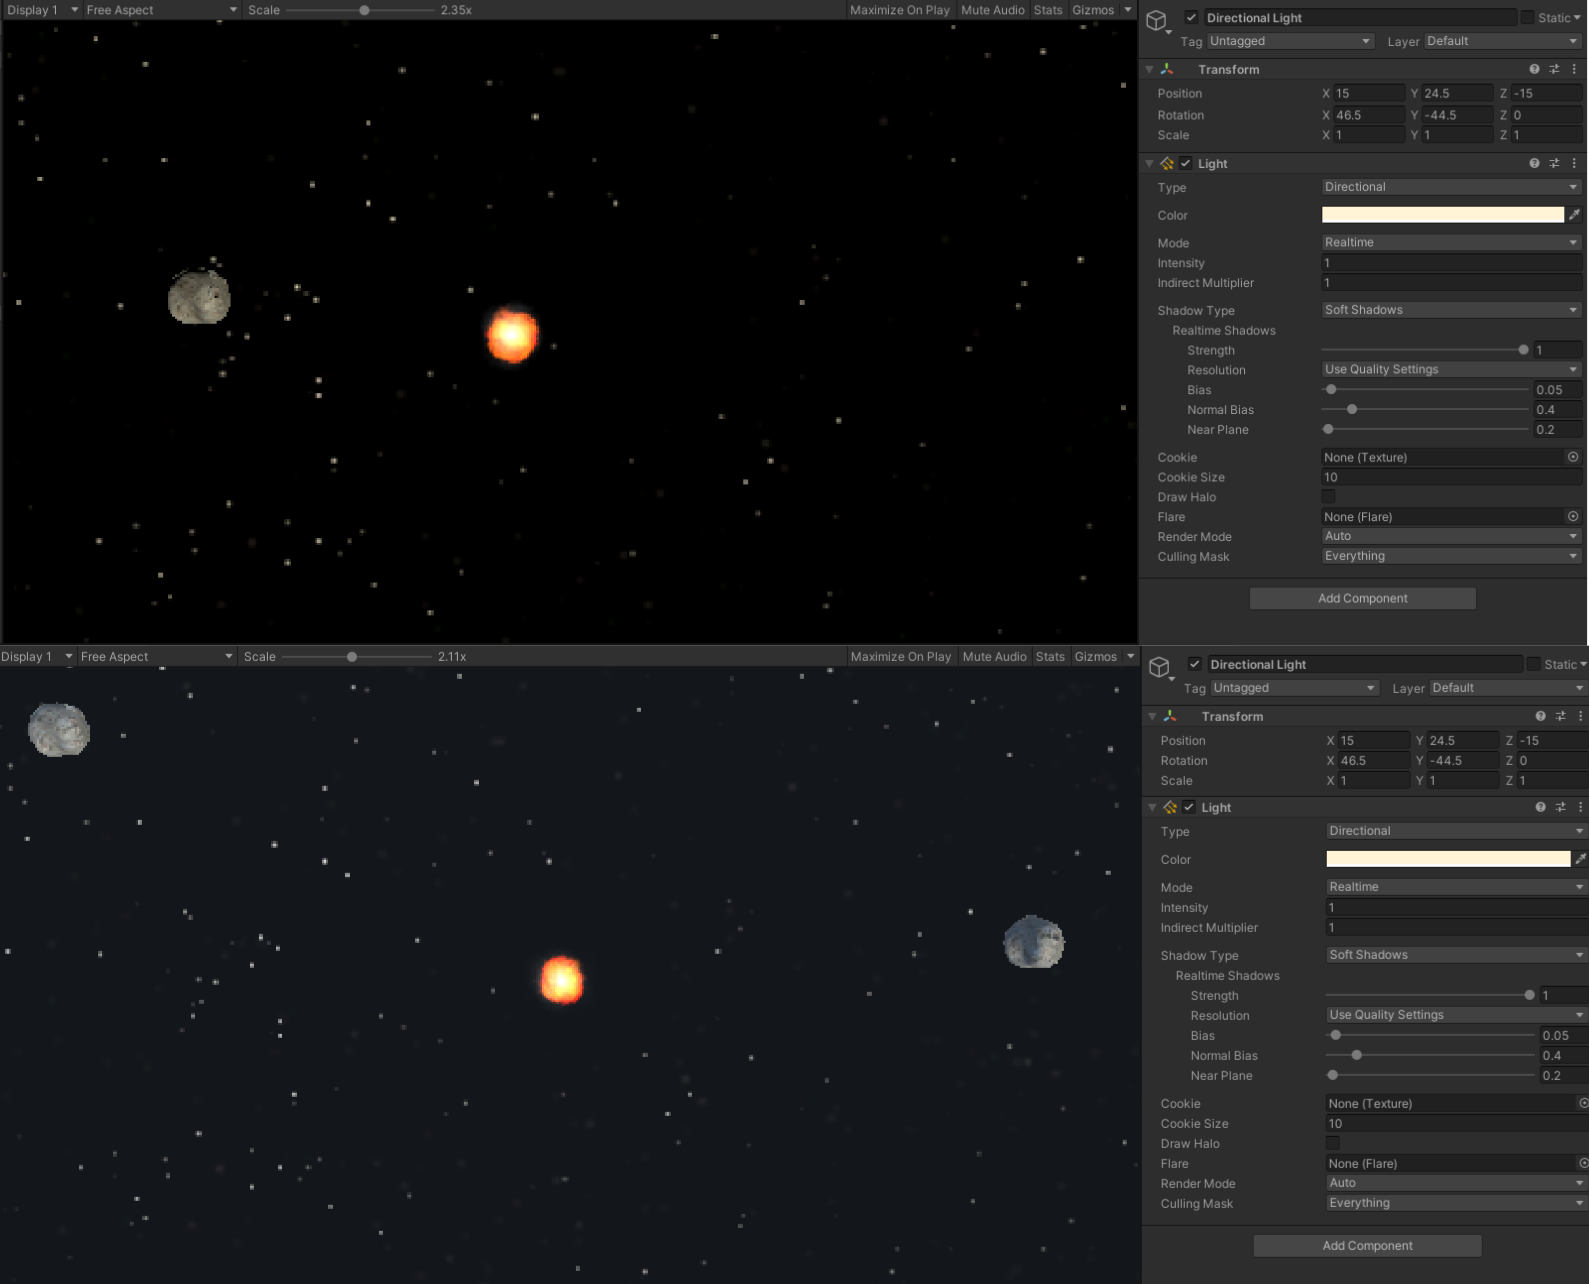 Display 1 Free Aspect Scale 2.35x Maximize On Play Mute Audio Stats Gizmos
Directional Light Static
Tag Untagged Layer Default
Transform
Position X 15 Y 24.5 Z -15
Rotation X 46.5 Y -44.5 Z 0
Scale X 1 Y 1 Z 1
Light
Type Directional
Color
Mode Realtime
Intensity 1
Indirect Multiplier 1
Shadow Type Soft Shadows
Realtime Shadows
Strength 1
Resolution Use Quality Settings
Bias 0.05
Normal Bias 0.4
Near Plane 0.2
Cookie None (Texture)
Cookie Size 10
Draw Halo
Flare None (Flare)
Render Mode Auto
Culling Mask Everything
Add Component
Display 1 Free Aspect Scale 2.11x Maximize On Play Mute Audio Stats Gizmos
Directional Light Static
Tag Untagged Layer Default
Transform
Position X 15 Y 24.5 Z -15
Rotation X 46.5 Y -44.5 Z 0
Scale X 1 Y 1 Z 1
Light
Type Directional
Color
Mode Realtime
Intensity 1
Indirect Multiplier 1
Shadow Type Soft Shadows
Realtime Shadows
Strength 1
Resolution Use Quality Settings
Bias 0.05
Normal Bias 0.4
Near Plane 0.2
Cookie None (Texture)
Cookie Size 10
Draw Halo
Flare None (Flare)
Render Mode Auto
Culling Mask Everything
Add Component